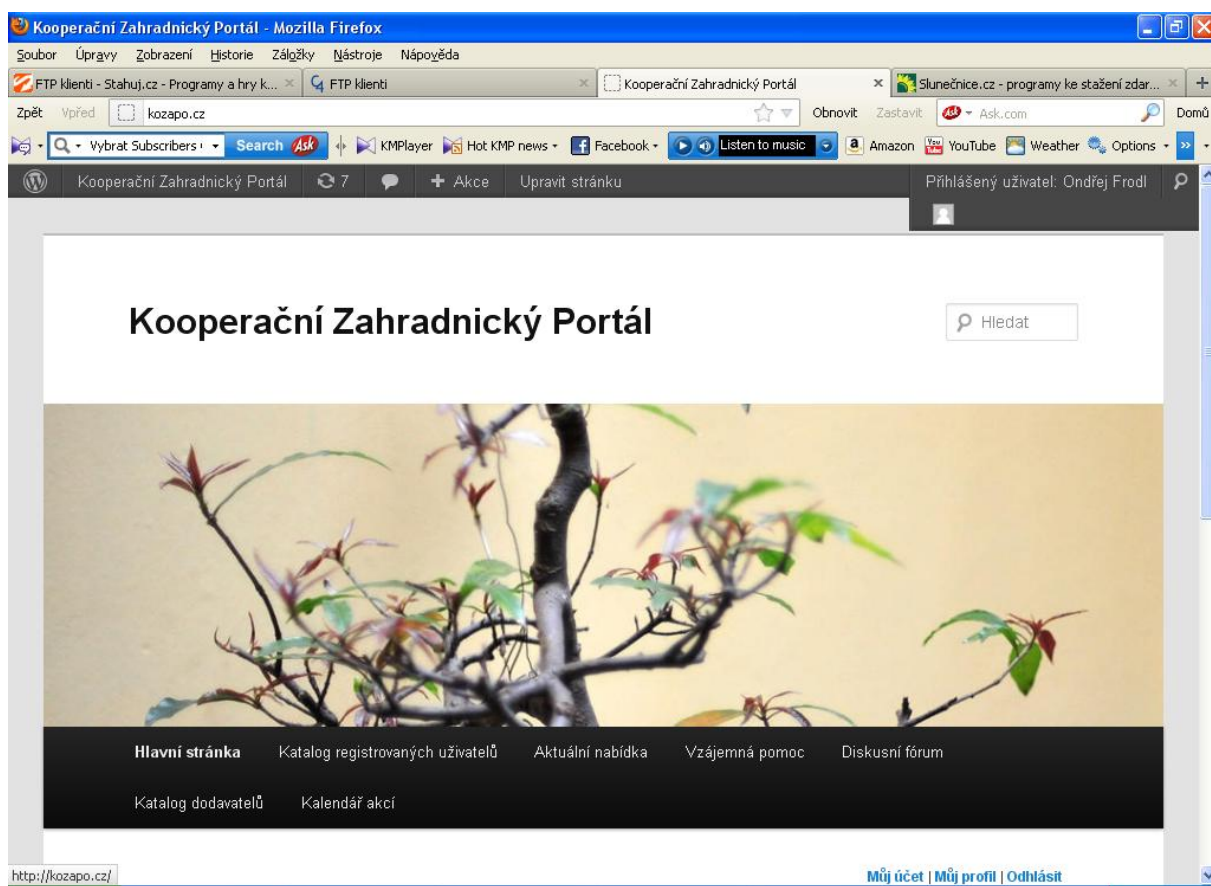 Kooperační Zahradnický Portál - Mozilla Firefox
Soubor Úpravy Zobrazení Historie Záložky Nástroje Nápověda
FTP klienti - Stahuj.cz - Programy a hry k... FTP klienti Kooperační Zahradnický Portál Slunečnice.cz - programy ke stažení zdar...
Zpět Vpřed kozapo.cz Obnovit Zastavit Ask.com Domů
Vybrat Subscribers Search Ask KMPlayer Hot KMP news Facebook Listen to music Amazon YouTube Weather Options
Kooperační Zahradnický Portál 7 + Akce Upravit stránku Přihlášený uživatel: Ondřej Frodl
Kooperační Zahradnický Portál
Hledat
Hlavní stránka Katalog registrovaných uživatelů Aktuální nabídka Vzájemná pomoc Diskusní fórum
Katalog dodavatelů Kalendář akcí
http://kozapo.cz/ Můj účet | Můj profil | Odhlásit